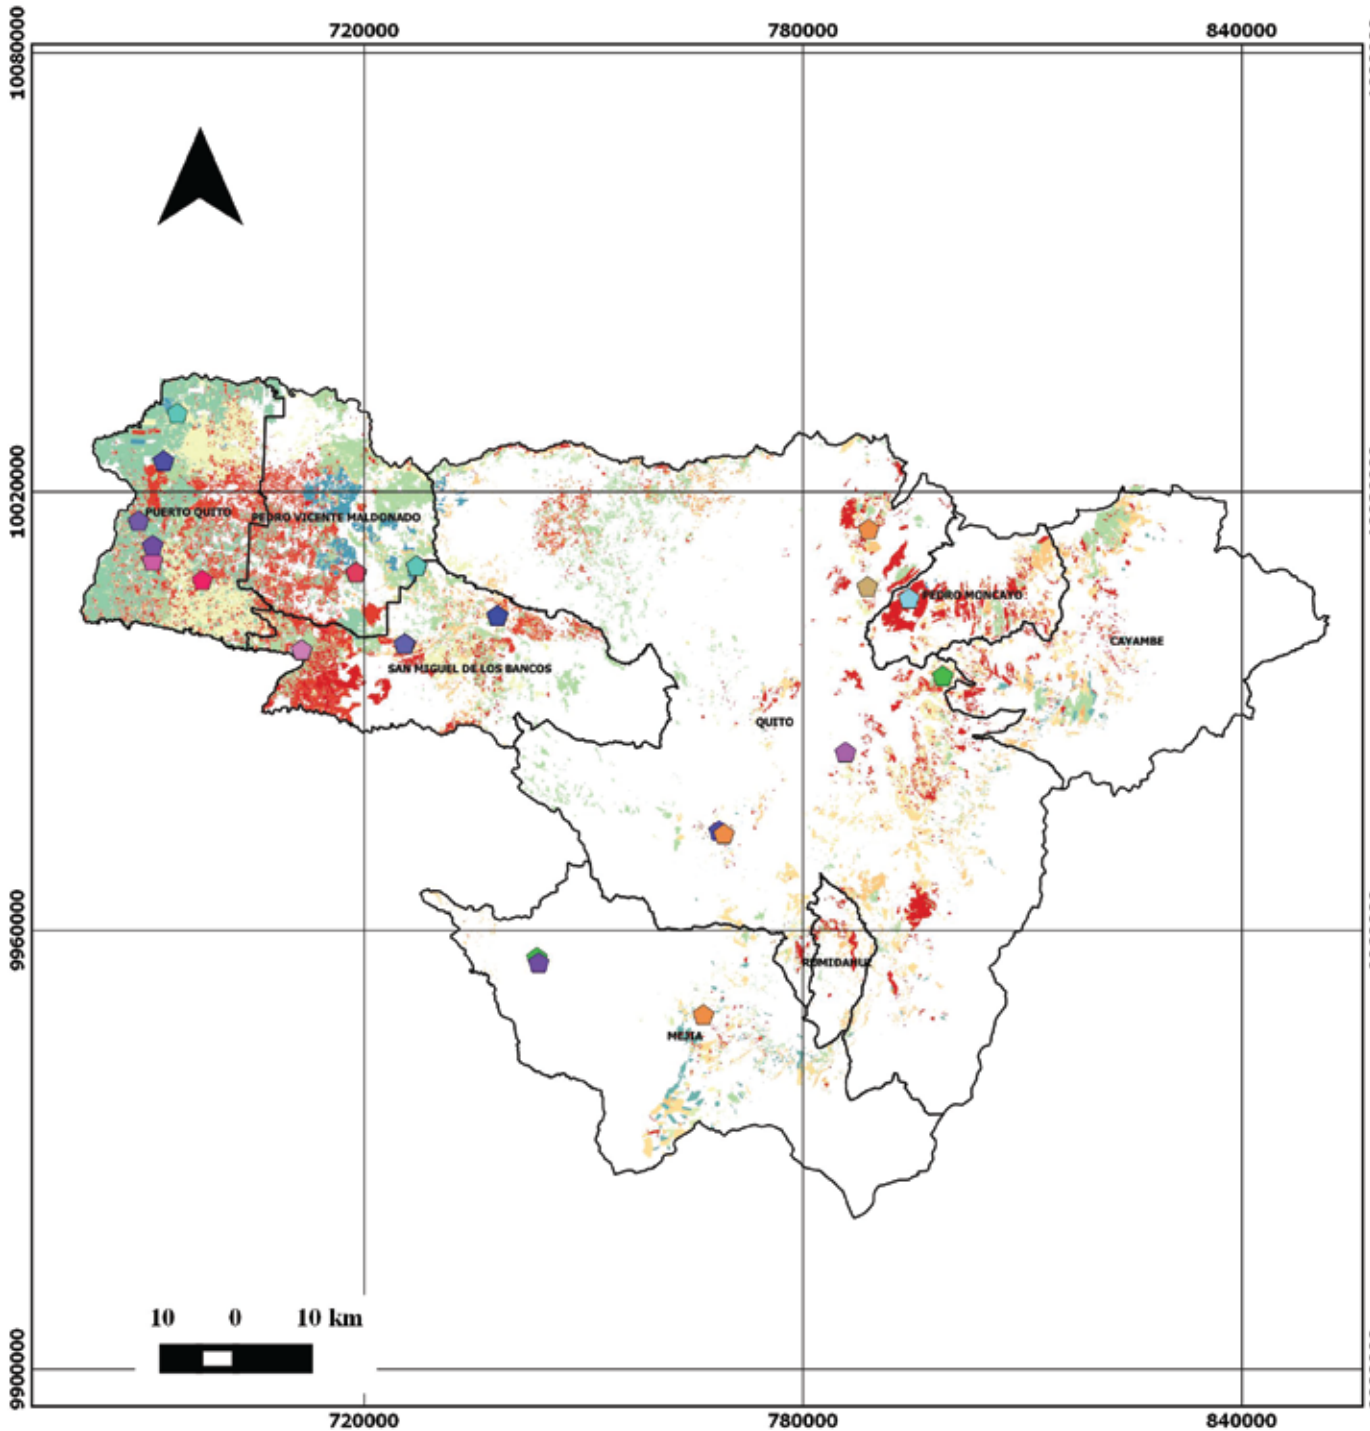 720000 780000 840000
10080000
10020000
PUERTO QUITO
PEDRO VICENTE MALDONADO
PEDRO MONCAYO
CAYAMBE
SAN MIGUEL DE LOS BANCOS
QUITO
9960000
RUMIDAHUI
MEJIA
10 0 10 km
9900000
720000 780000 840000